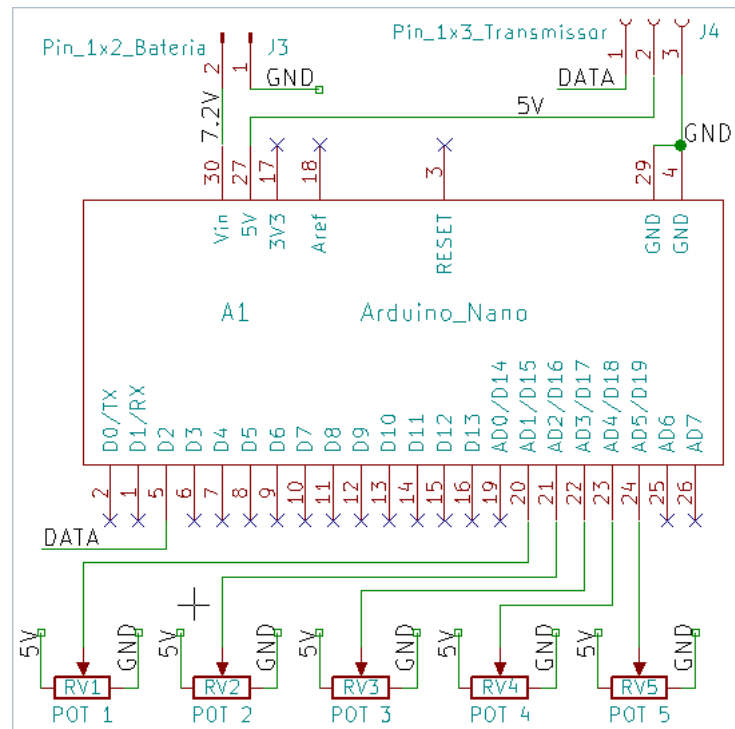 Pin_1x2_Bateria J3
Pin_1x3_Transmissor J4
2 1 GND
1 2 3
DATA
7.2V
5V
GND
30 27 17 18 3 29 4
Vin 5V 3V3 Aref RESET GND GND
A1 Arduino_Nano
D0/TX D1/RX D2 D3 D4 D5 D6 D7 D8 D9 D10 D11 D12 D13 AD0/D14 AD1/D15 AD2/D16 AD3/D17 AD4/D18 AD5/D19 AD6 AD7
2 1 5 6 7 8 9 10 11 12 13 14 15 16 19 20 21 22 23 24 25 26
DATA
5V GND 5V GND 5V GND 5V GND 5V GND
RV1 RV2 RV3 RV4 RV5
POT 1 POT 2 POT 3 POT 4 POT 5